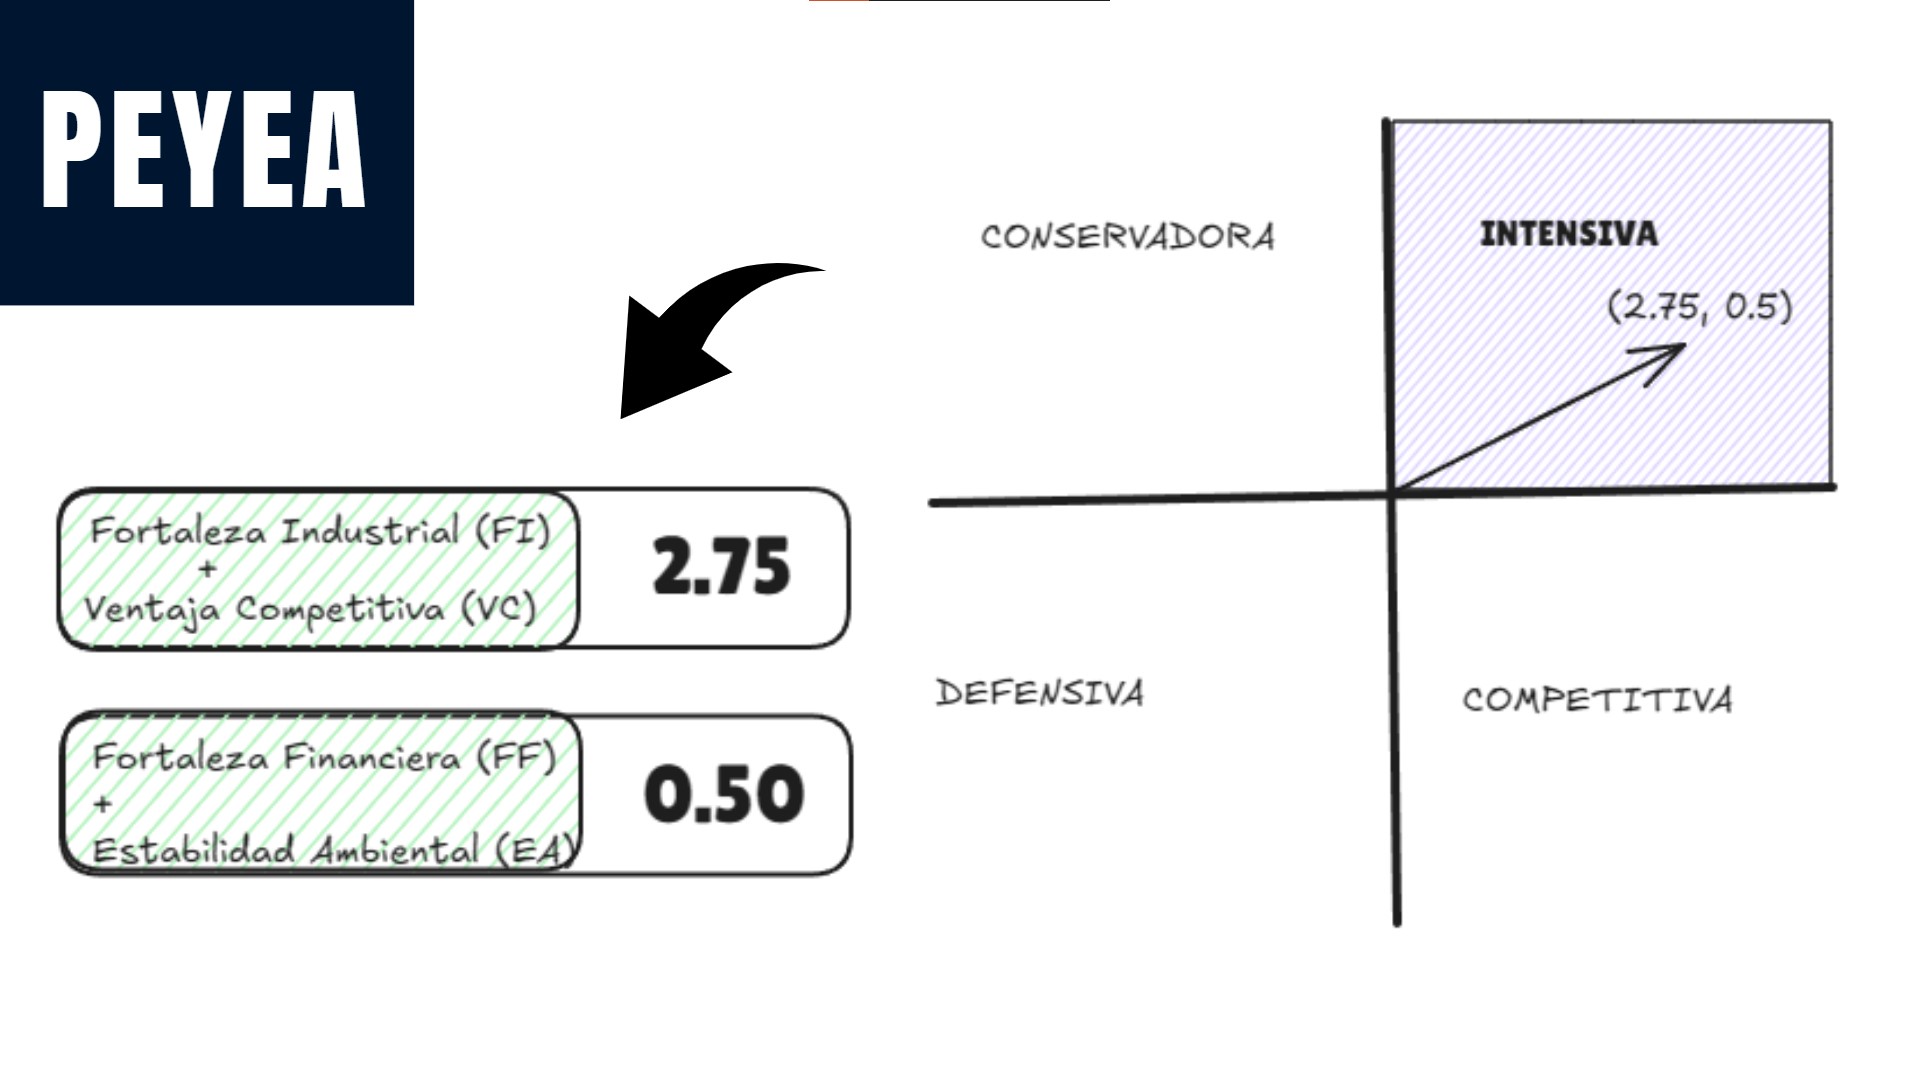 PEYEA
CONSERVADORA
INTENSIVA
(2.75, 0.5)
Fortaleza Industrial (FI)
+
Ventaja Competitiva (VC)
2.75
DEFENSIVA
COMPETITIVA
Fortaleza Financiera (FF)
+
Estabilidad Ambiental (EA)
0.50